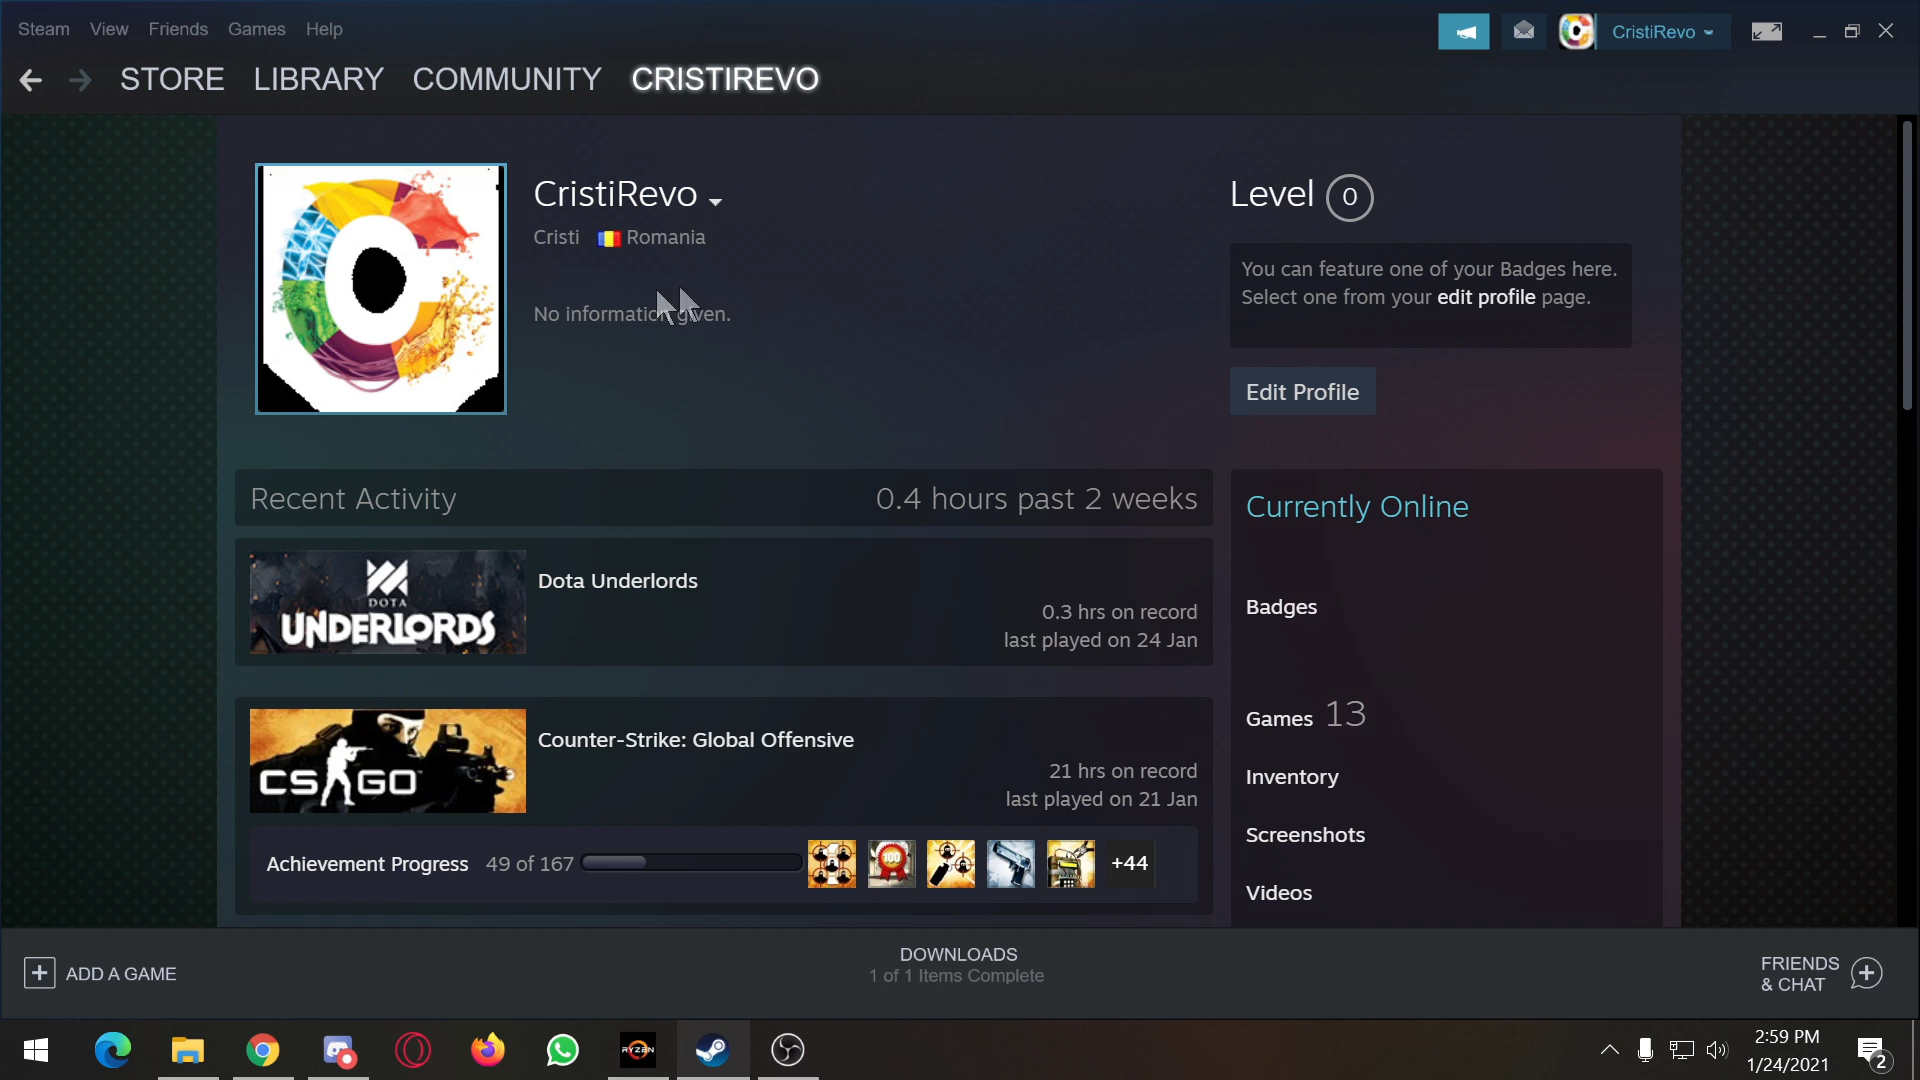 Steam View Friends Games Help
CristiRevo
STORE LIBRARY COMMUNITY CRISTIREVO
CristiRevo
Cristi Romania
No information given.
Level 0
You can feature one of your Badges here.
Select one from your edit profile page.
Edit Profile
Recent Activity 0.4 hours past 2 weeks
DOTA
UNDERLORDS
Dota Underlords
0.3 hrs on record
last played on 24 Jan
CS GO
Counter-Strike: Global Offensive
21 hrs on record
last played on 21 Jan
Achievement Progress 49 of 167
100
+44
Currently Online
Badges
Games 13
Inventory
Screenshots
Videos
ADD A GAME
DOWNLOADS
1 of 1 Items Complete
FRIENDS
& CHAT
RYZEN
2:59 PM
1/24/2021
2